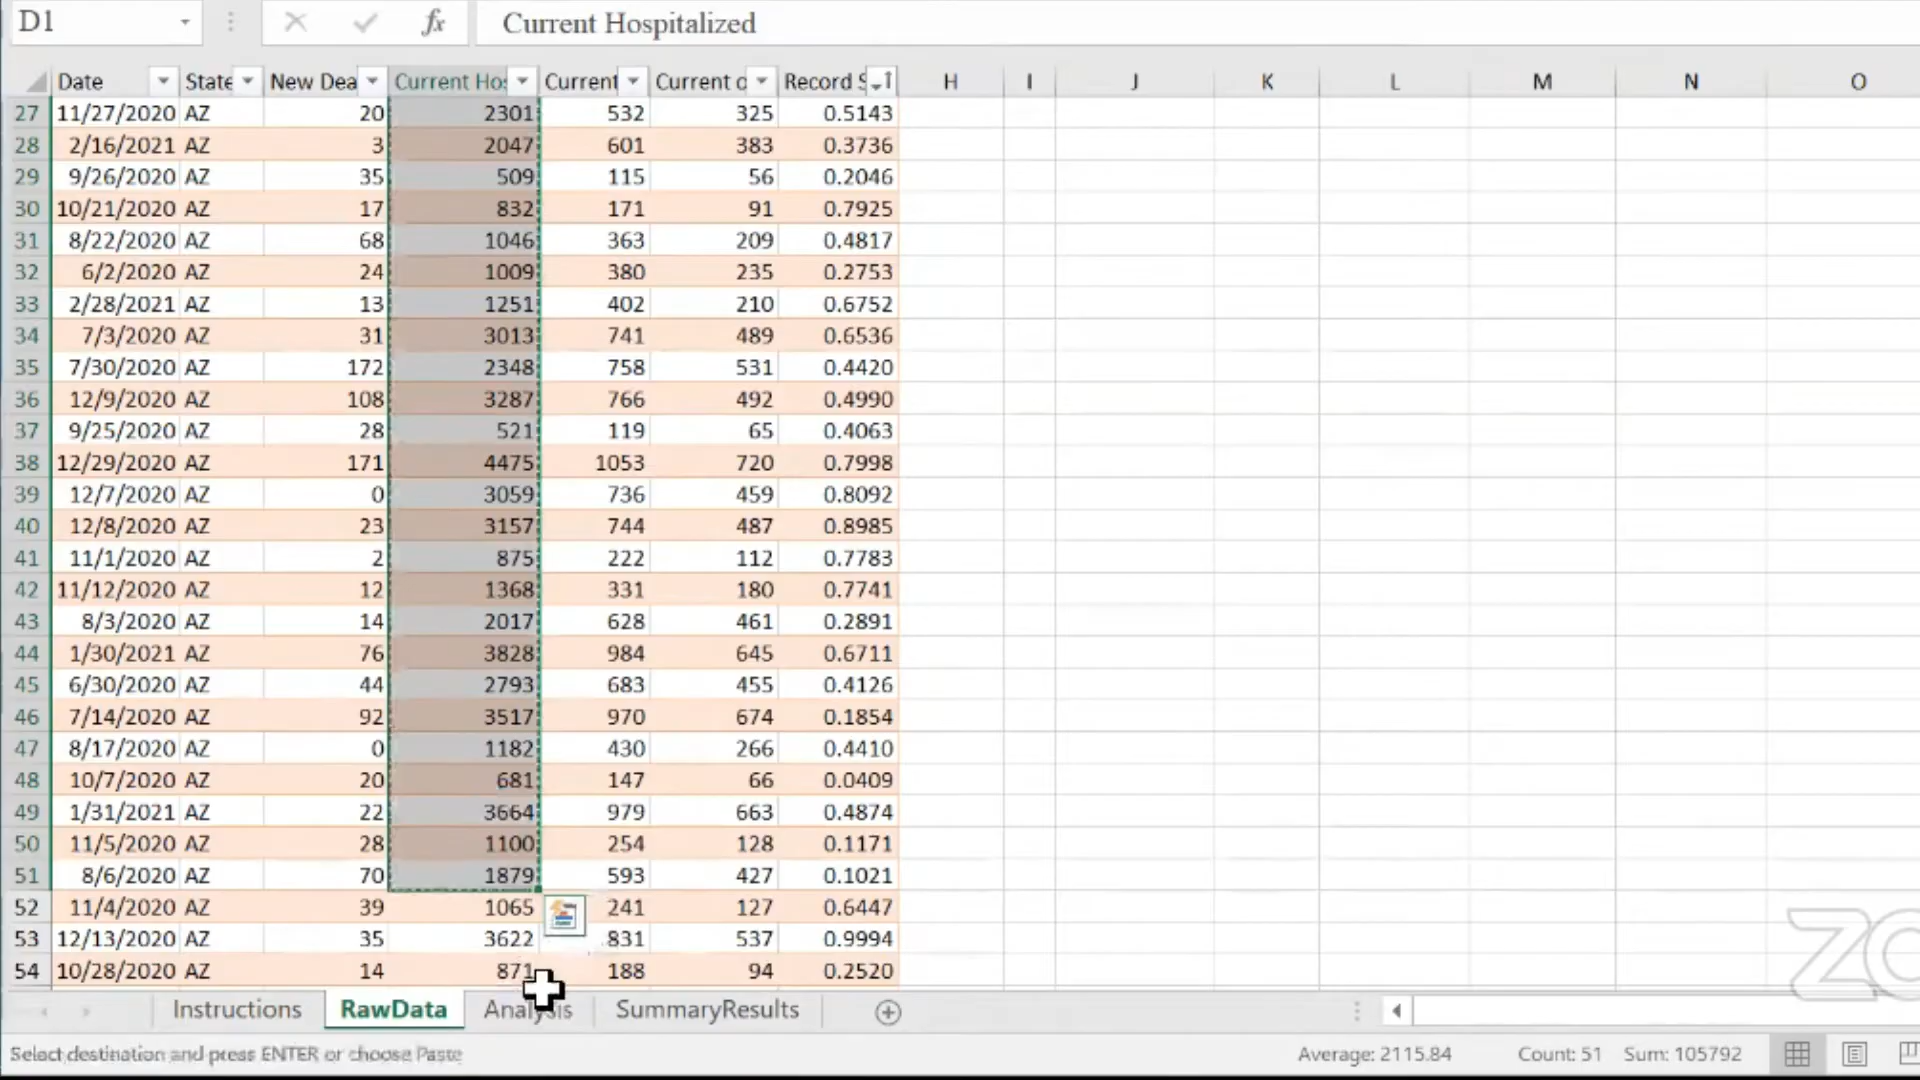 D1 fx Current Hospitalized
Date State New Dea Current Hos Current Current o Record S H I J K L M N O
27 11/27/2020 AZ 20 2301 532 325 0.5143
28 2/16/2021 AZ 3 2047 601 383 0.3736
29 9/26/2020 AZ 35 509 115 56 0.2046
30 10/21/2020 AZ 17 832 171 91 0.7925
31 8/22/2020 AZ 68 1046 363 209 0.4817
32 6/2/2020 AZ 24 1009 380 235 0.2753
33 2/28/2021 AZ 13 1251 402 210 0.6752
34 7/3/2020 AZ 31 3013 741 489 0.6536
35 7/30/2020 AZ 172 2348 758 531 0.4420
36 12/9/2020 AZ 108 3287 766 492 0.4990
37 9/25/2020 AZ 28 521 119 65 0.4063
38 12/29/2020 AZ 171 4475 1053 720 0.7998
39 12/7/2020 AZ 0 3059 736 459 0.8092
40 12/8/2020 AZ 23 3157 744 487 0.8985
41 11/1/2020 AZ 2 875 222 112 0.7783
42 11/12/2020 AZ 12 1368 331 180 0.7741
43 8/3/2020 AZ 14 2017 628 461 0.2891
44 1/30/2021 AZ 76 3828 984 645 0.6711
45 6/30/2020 AZ 44 2793 683 455 0.4126
46 7/14/2020 AZ 92 3517 970 674 0.1854
47 8/17/2020 AZ 0 1182 430 266 0.4410
48 10/7/2020 AZ 20 681 147 66 0.0409
49 1/31/2021 AZ 22 3664 979 663 0.4874
50 11/5/2020 AZ 28 1100 254 128 0.1171
51 8/6/2020 AZ 70 1879 593 427 0.1021
52 11/4/2020 AZ 39 1065 241 127 0.6447
53 12/13/2020 AZ 35 3622 831 537 0.9994
54 10/28/2020 AZ 14 871 188 94 0.2520
Instructions RawData Analysis SummaryResults
Select destination and press ENTER or choose Paste Average: 2115.84 Count: 51 Sum: 105792